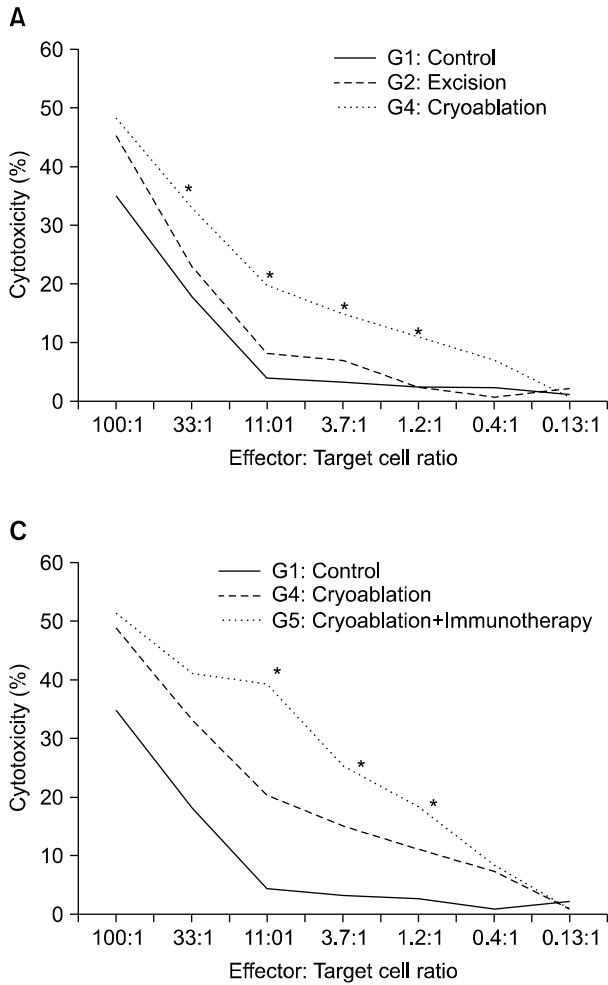 A
60
50
40
30
20
10
0
Cytotoxicity (%)
G1: Control
G2: Excision
G4: Cryoablation
*
*
*
*
100:1 33:1 11:01 3.7:1 1.2:1 0.4:1 0.13:1
Effector: Target cell ratio
C
60
50
40
30
20
10
0
Cytotoxicity (%)
G1: Control
G4: Cryoablation
G5: Cryoablation+Immunotherapy
*
*
*
100:1 33:1 11:01 3.7:1 1.2:1 0.4:1 0.13:1
Effector: Target cell ratio